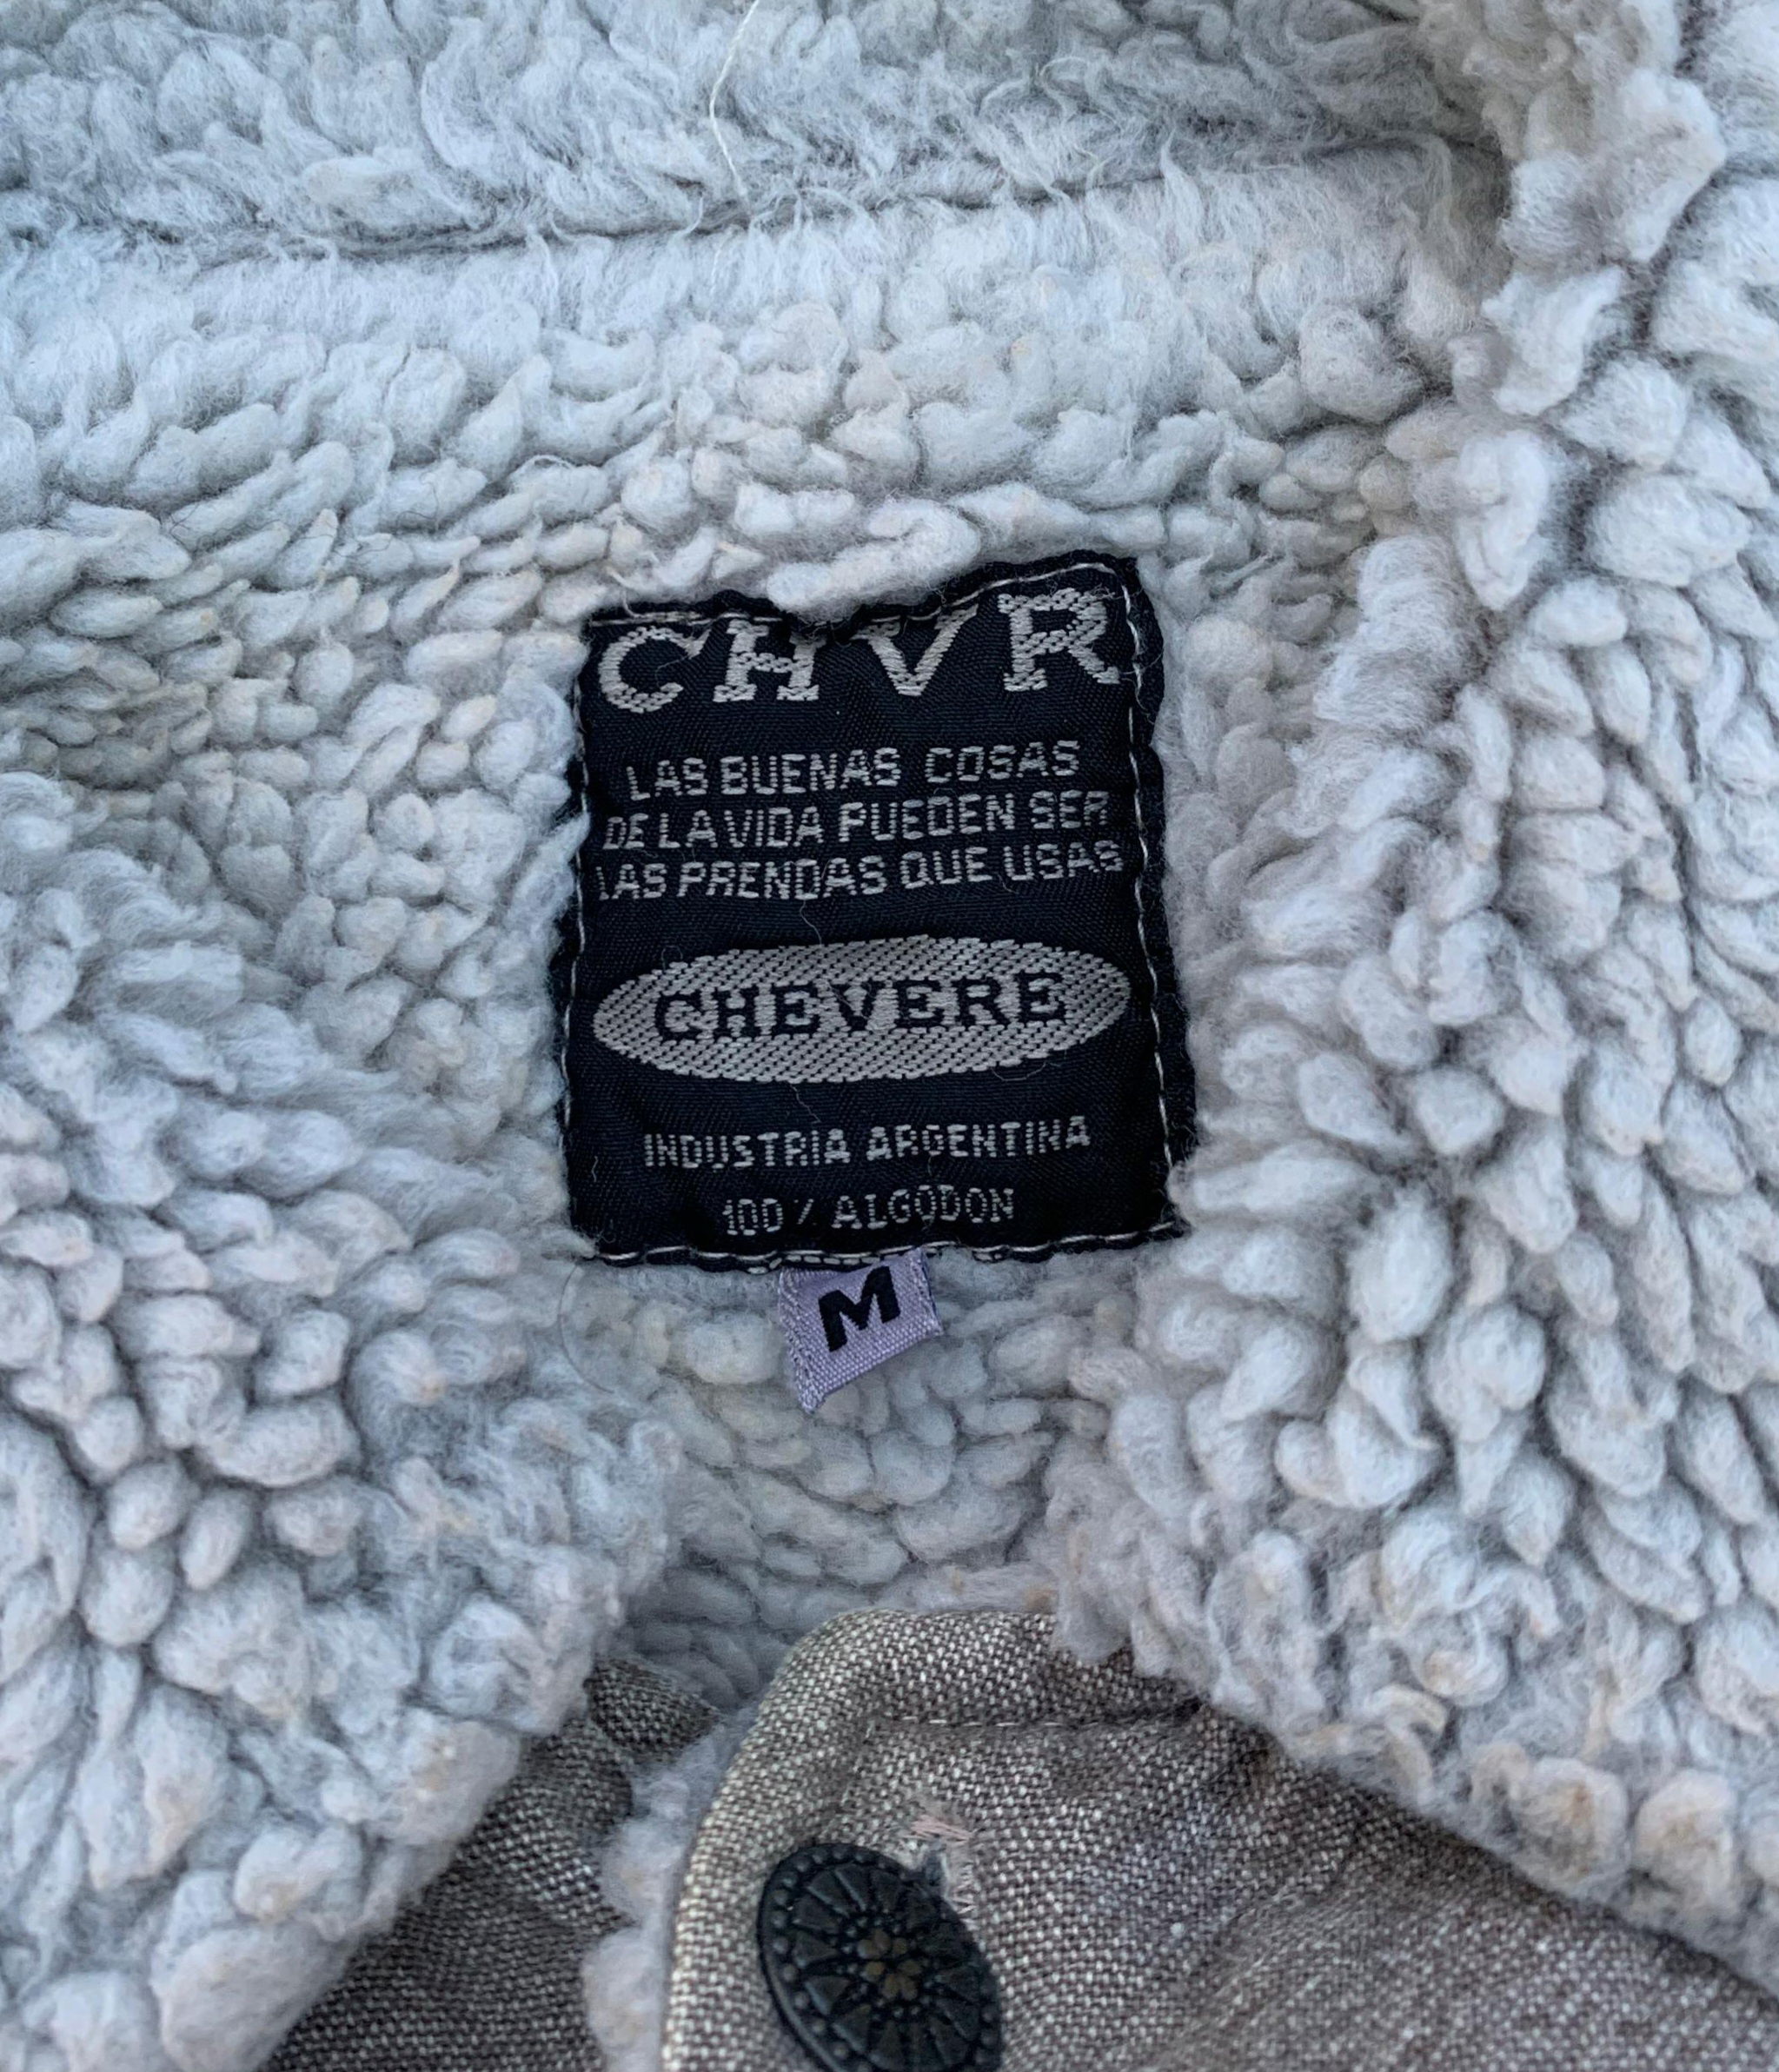 CHVR
LAS BUENAS COSAS
DE LA VIDA PUEDEN SER
LAS PRENDAS QUE USAS
CHEVERE
INDUSTRIA ARGENTINA
100 % ALGODON
M